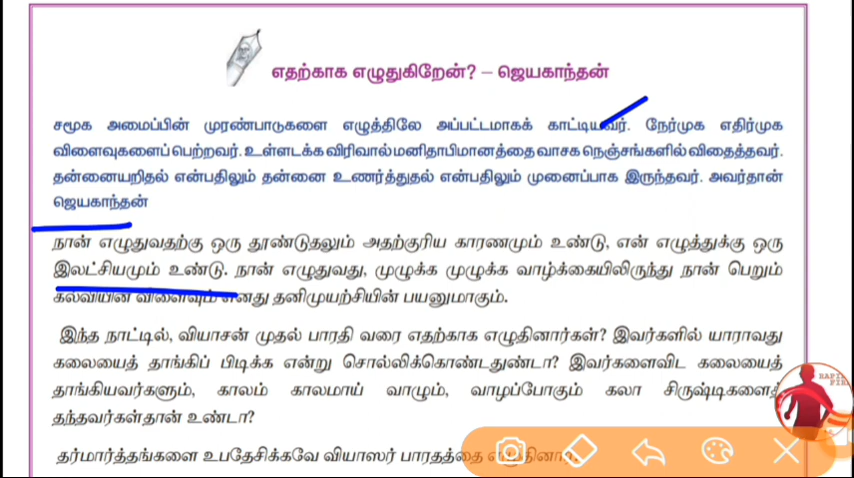 எதற்காக எழுதுகிறேன்? – ஜெயகாந்தன்
சமூக அமைப்பின் முரண்பாடுகளை எழுத்திலே அப்பட்டமாகக் காட்டியவர். நேர்முக எதிர்முக
விளைவுகளைப் பெற்றவர். உள்ளடக்க விரிவால் மனிதாபிமானத்தை வாசக நெஞ்சங்களில் விதைத்தவர்.
தன்னையறிதல் என்பதிலும் தன்னை உணர்த்துதல் என்பதிலும் முனைப்பாக இருந்தவர். அவர்தான்
ஜெயகாந்தன்
நான் எழுதுவதற்கு ஒரு தூண்டுதலும் அதற்குரிய காரணமும் உண்டு, என் எழுத்துக்கு ஒரு
இலட்சியமும் உண்டு. நான் எழுதுவது, முழுக்க முழுக்க வாழ்க்கையிலிருந்து நான் பெறும்
கல்வியின் விளைவும் எனது தனிமுயற்சியின் பயனுமாகும்.
இந்த நாட்டில், வியாசன் முதல் பாரதி வரை எதற்காக எழுதினார்கள்? இவர்களில் யாராவது
கலையைத் தாங்கிப் பிடிக்க என்று சொல்லிக்கொண்டதுண்டா? இவர்களைவிட கலையைத்
தாங்கியவர்களும், காலம் காலமாய் வாழும், வாழப்போகும் கலா சிருஷ்டிகளைத்
தந்தவர்கள்தான் உண்டா?
தர்மார்த்தங்களை உபதேசிக்கவே வியாஸர் பாரதத்தை எழுதினார்.